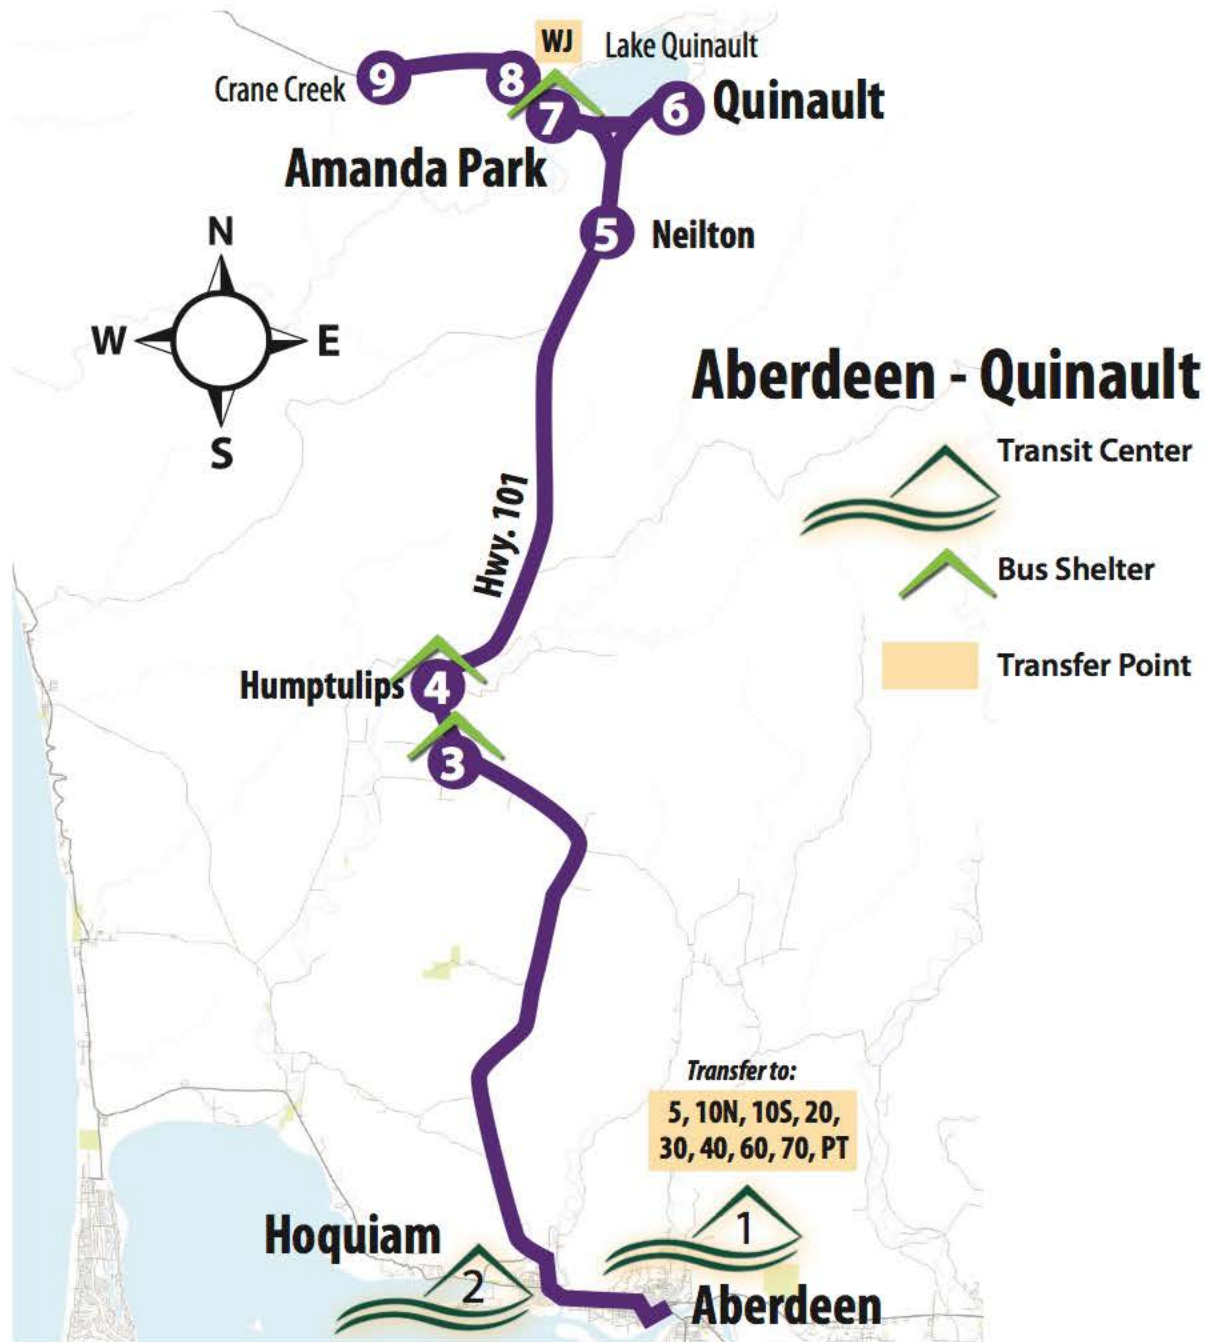 WJ
Lake Quinault
Crane Creek
9
8
7
6
Quinault
Amanda Park
5
Neilton
N
W
E
S
Aberdeen - Quinault
Transit Center
Bus Shelter
Transfer Point
Hwy. 101
Humptulips
4
3
Transfer to:
5, 10N, 10S, 20,
30, 40, 60, 70, PT
Hoquiam
2
1
Aberdeen